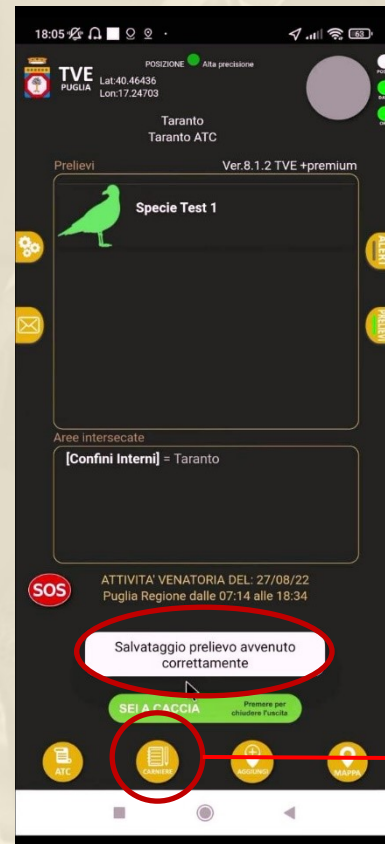 18:05
63
POSIZIONE Alta precisione
TVE
PUGLIA
Lat:40.46436
Lon:17.24703
Taranto
Taranto ATC
Prelievi
Ver.8.1.2 TVE +premium
Specie Test 1
ALERT
PRELIEVI
Aree intersecate
[Confini Interni] = Taranto
SOS
ATTIVITA' VENATORIA DEL: 27/08/22
Puglia Regione dalle 07:14 alle 18:34
Salvataggio prelievo avvenuto
correttamente
SEI A CACCIA
Premere per
chiudere l'uscita
ATC
CARNIERE
AGGIUNGI
MAPPA